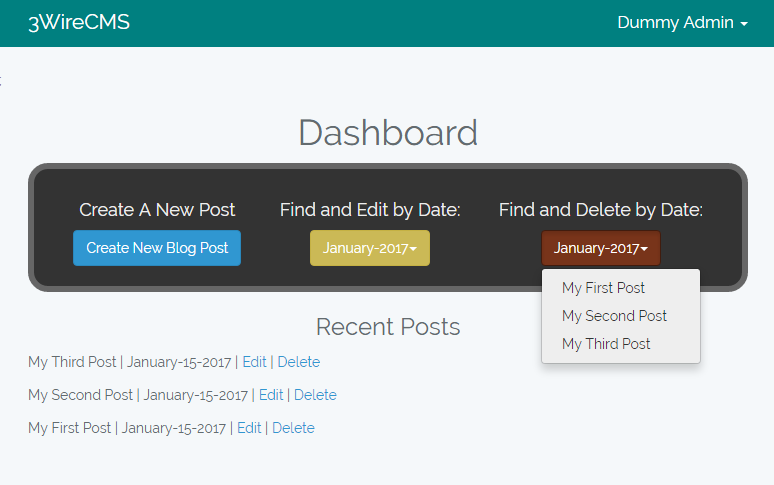 3WireCMS
Dummy Admin
Dashboard
Create A New Post
Create New Blog Post
Find and Edit by Date:
January-2017
Find and Delete by Date:
January-2017
My First Post
My Second Post
My Third Post
Recent Posts
My Third Post | January-15-2017 | Edit | Delete
My Second Post | January-15-2017 | Edit | Delete
My First Post | January-15-2017 | Edit | Delete